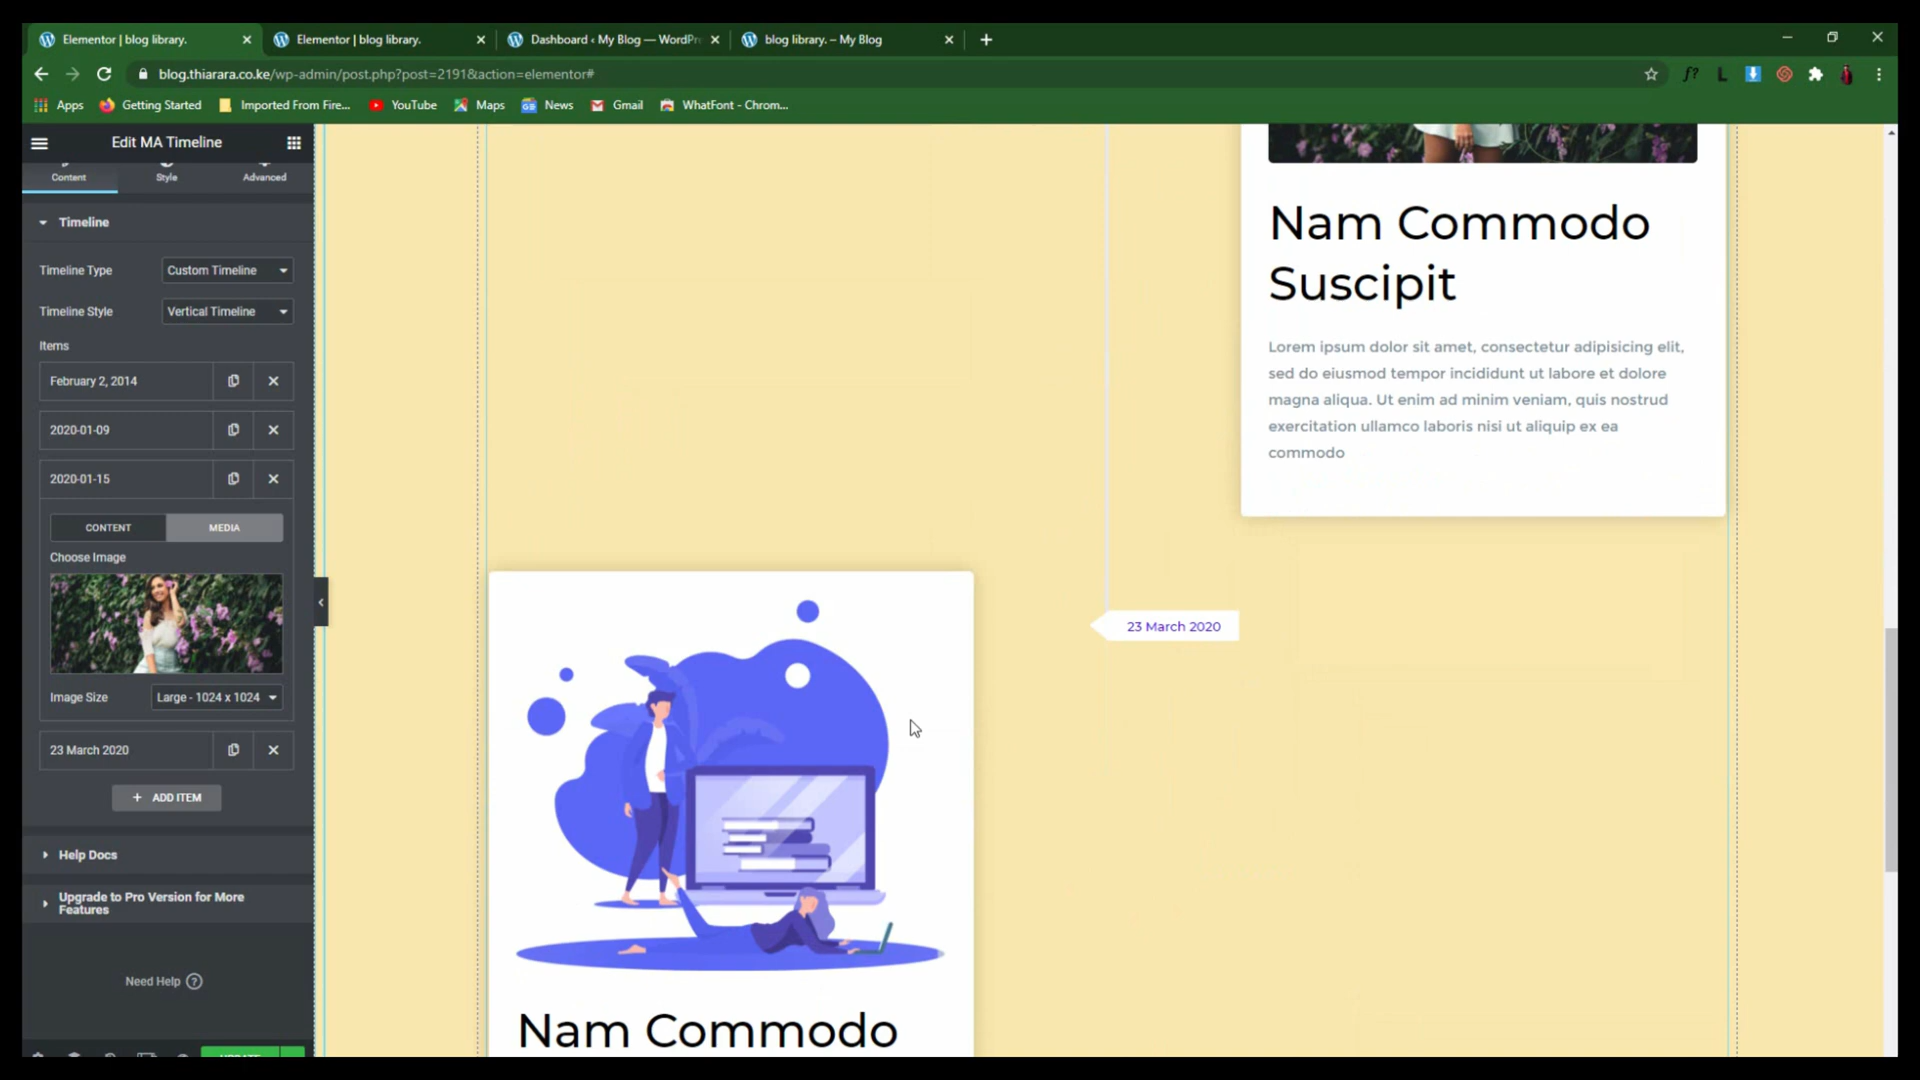 Elementor | blog library.
Elementor | blog library.
Dashboard ‹ My Blog — WordPr
blog library. – My Blog
blog.thiarara.co.ke/wp-admin/post.php?post=2191&action=elementor#
f?
L
Apps
Getting Started
Imported From Fire...
YouTube
Maps
News
Gmail
WhatFont - Chrom...
Edit MA Timeline
Content
Style
Advanced
Timeline
Timeline Type
Custom Timeline
Timeline Style
Vertical Timeline
Items
February 2, 2014
2020-01-09
2020-01-15
CONTENT
MEDIA
Choose Image
Image Size
Large - 1024 x 1024
23 March 2020
ADD ITEM
Help Docs
Upgrade to Pro Version for More
Features
Need Help
UPDATE
Nam Commodo
Suscipit
Lorem ipsum dolor sit amet, consectetur adipisicing elit,
sed do eiusmod tempor incididunt ut labore et dolore
magna aliqua. Ut enim ad minim veniam, quis nostrud
exercitation ullamco laboris nisi ut aliquip ex ea
commodo
23 March 2020
Nam Commodo